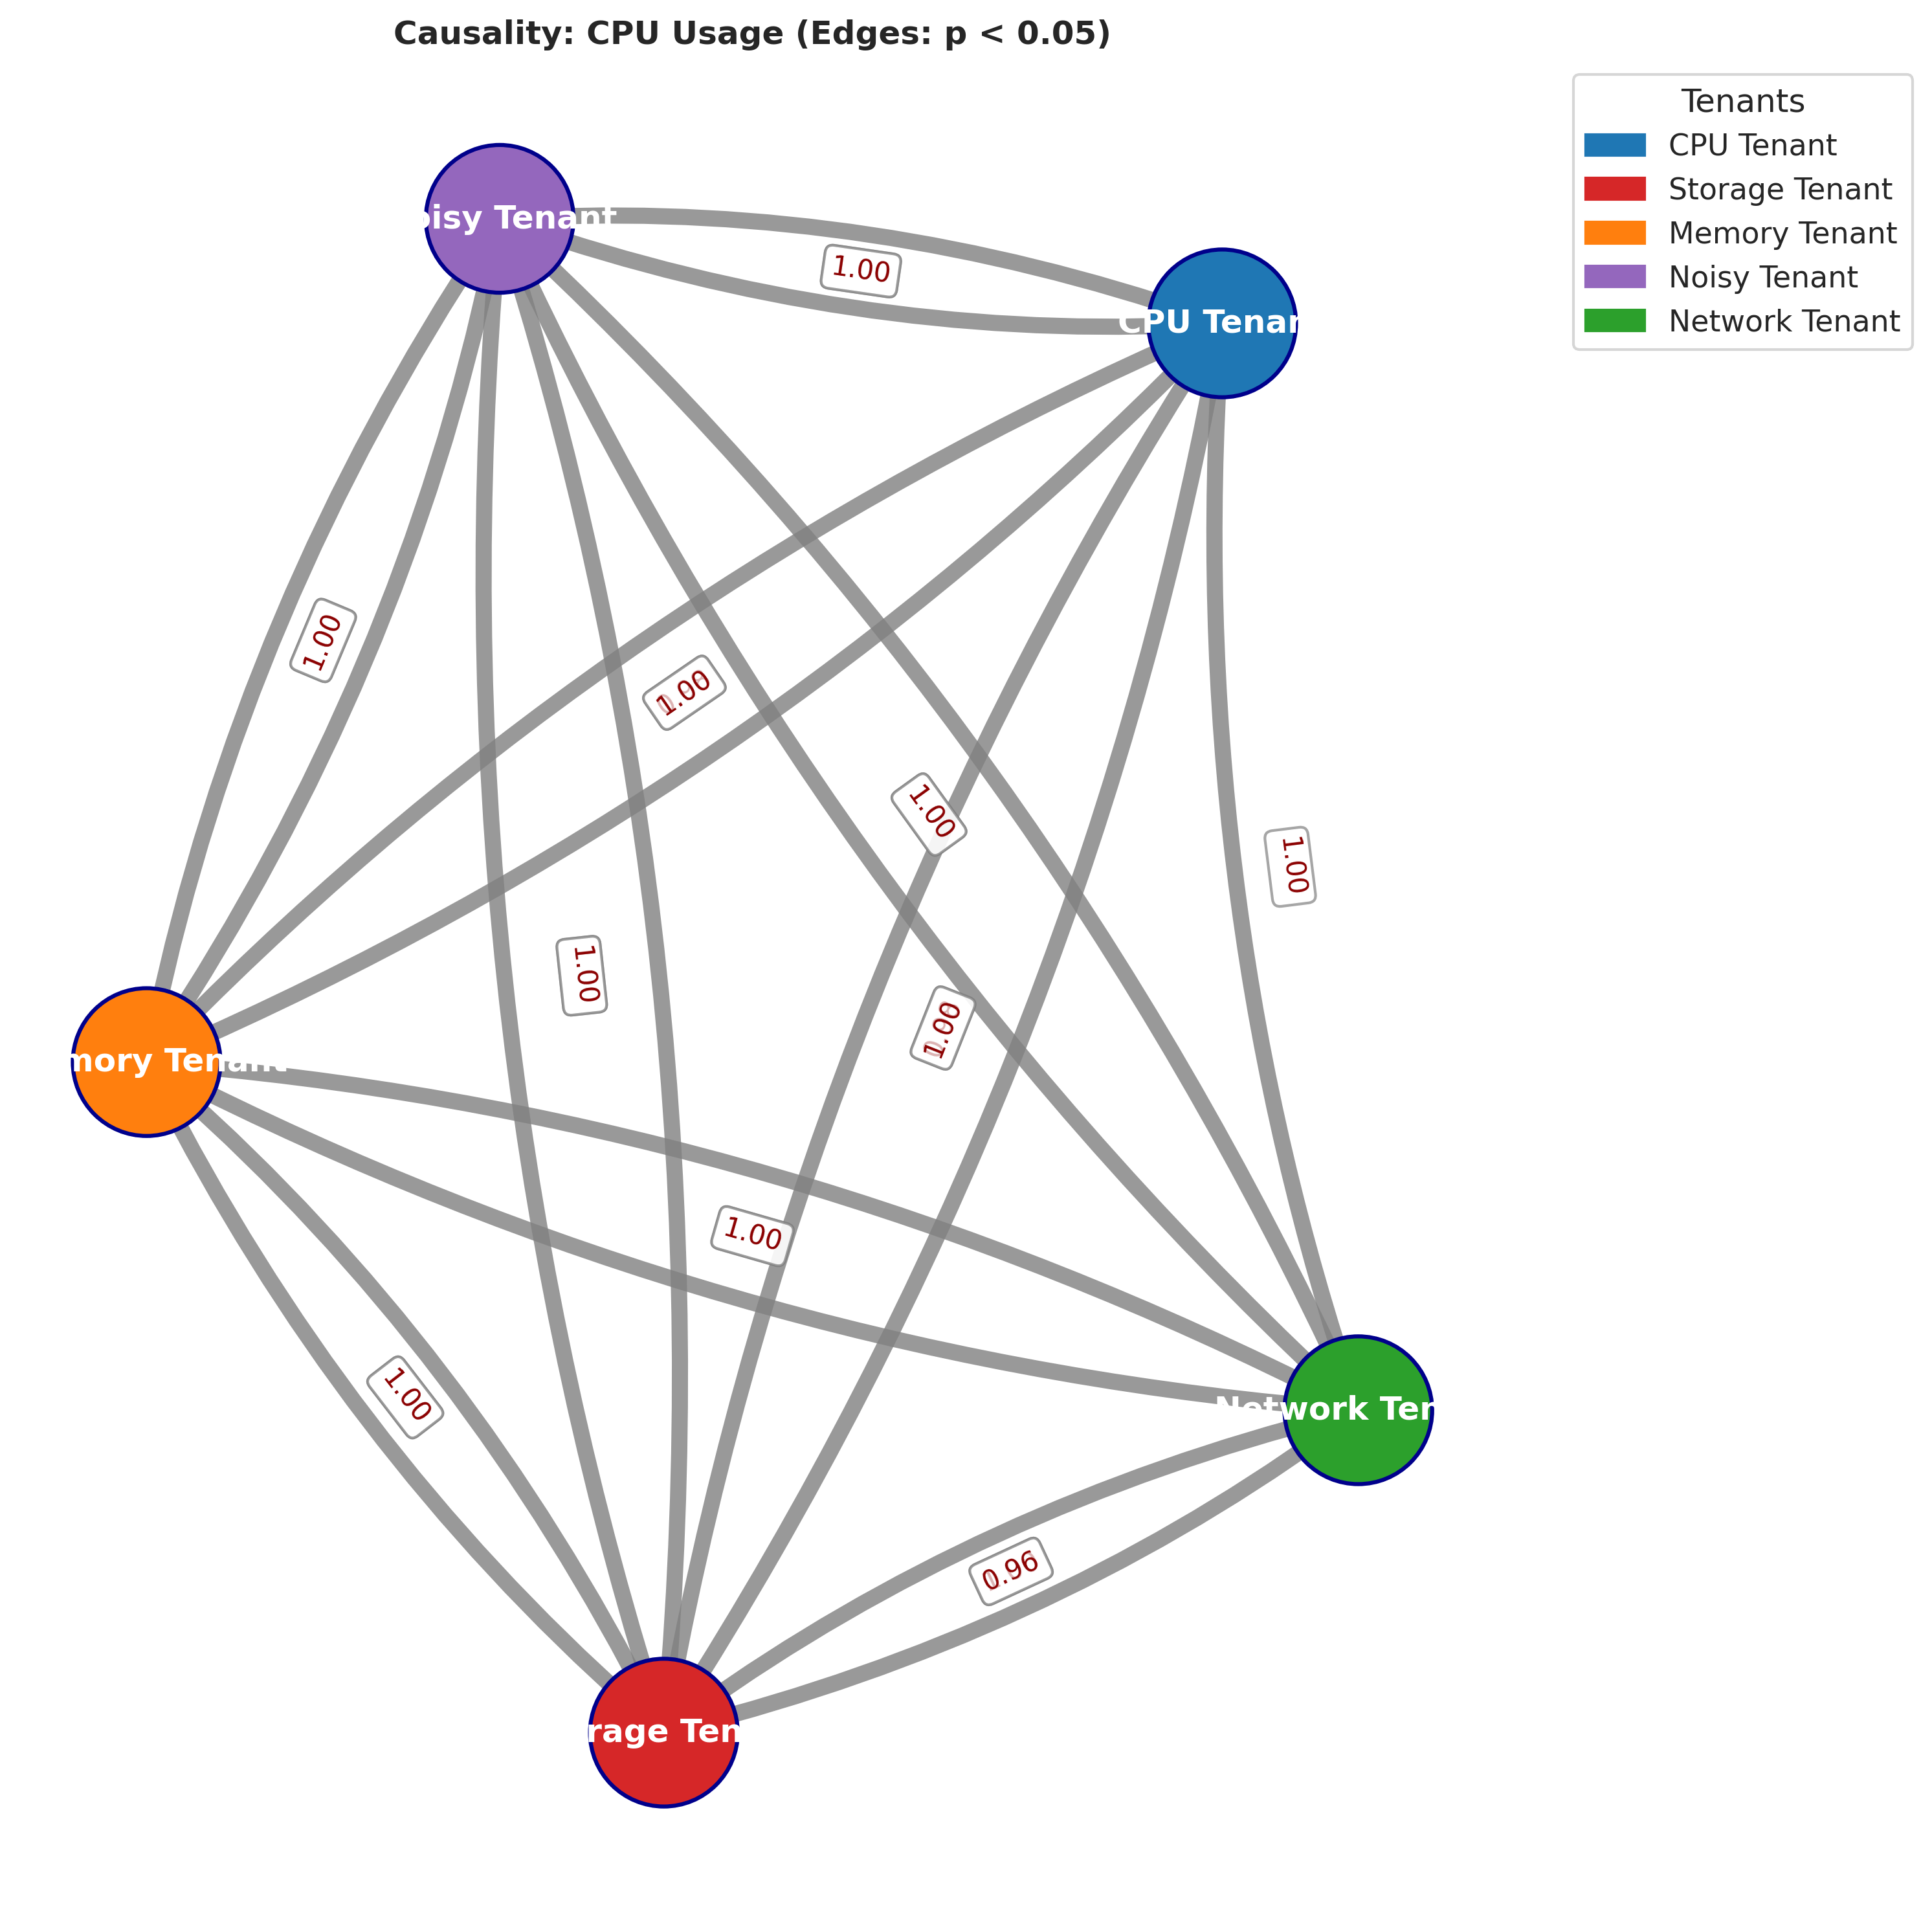 Causality: CPU Usage (Edges: p < 0.05)
Tenants
CPU Tenant
Storage Tenant
Memory Tenant
Noisy Tenant
Network Tenant
oisy Tenant
1.00
CPU Tenan
1.00
1.00
1.00
1.00
1.00
1.00
mory Tenant
1.00
1.00
Network Ten
0.96
rage Ten